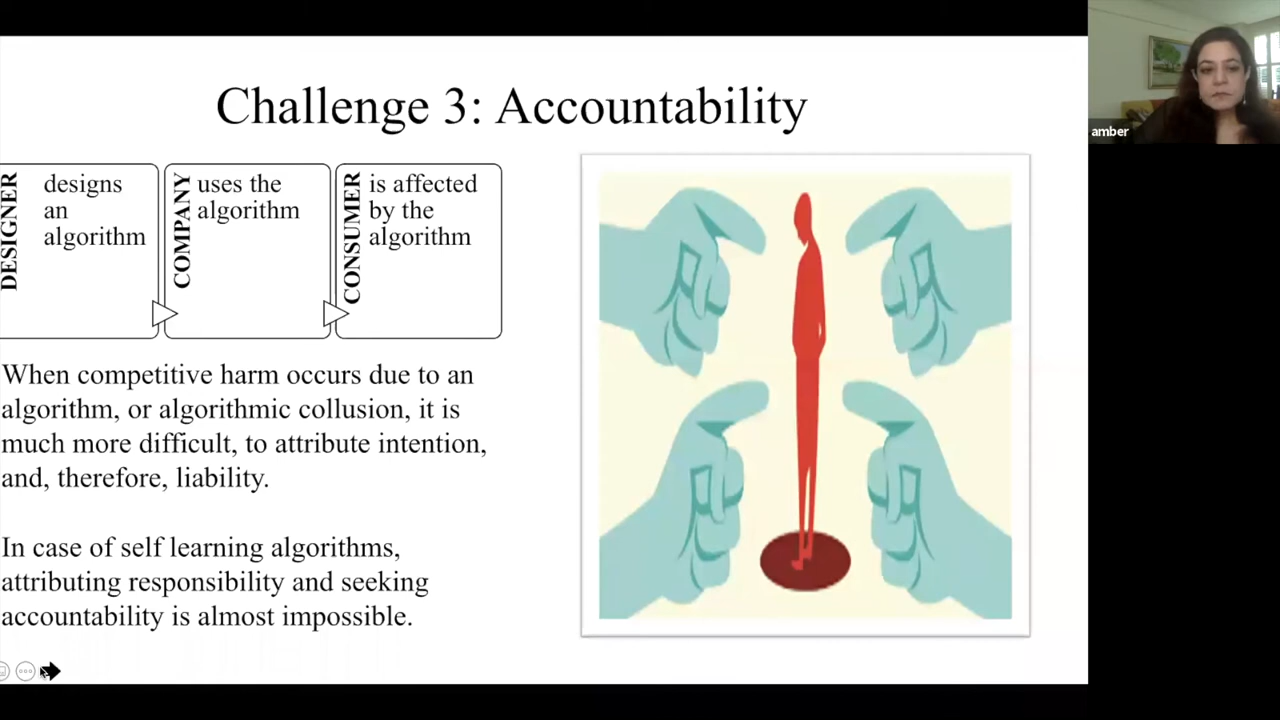 Challenge 3: Accountability
DESIGNER
designs
an
algorithm
COMPANY
uses the
algorithm
CONSUMER
is affected
by the
algorithm
When competitive harm occurs due to an
algorithm, or algorithmic collusion, it is
much more difficult, to attribute intention,
and, therefore, liability.
In case of self learning algorithms,
attributing responsibility and seeking
accountability is almost impossible.
amber